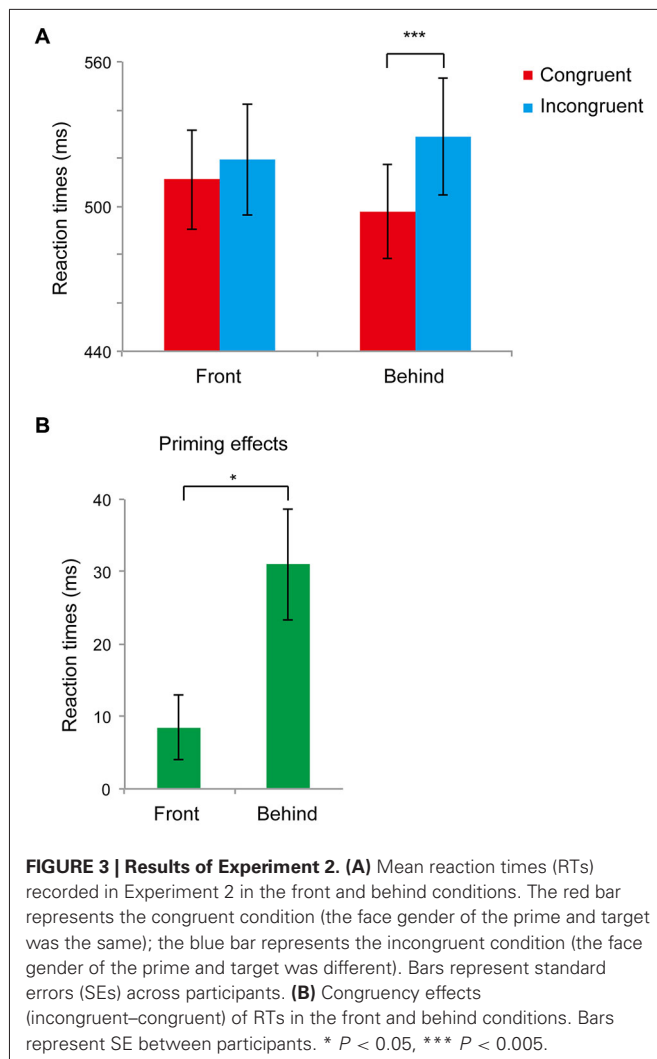 A
***
560
Congruent
Incongruent
Reaction times (ms)
500
440
Front Behind
B
Priming effects
*
40
30
Reaction times (ms)
20
10
0
Front Behind
FIGURE 3 | Results of Experiment 2. (A) Mean reaction times (RTs)
recorded in Experiment 2 in the front and behind conditions. The red bar
represents the congruent condition (the face gender of the prime and target
was the same); the blue bar represents the incongruent condition (the face
gender of the prime and target was different). Bars represent standard
errors (SEs) across participants. (B) Congruency effects
(incongruent–congruent) of RTs in the front and behind conditions. Bars
represent SE between participants. * P < 0.05, *** P < 0.005.